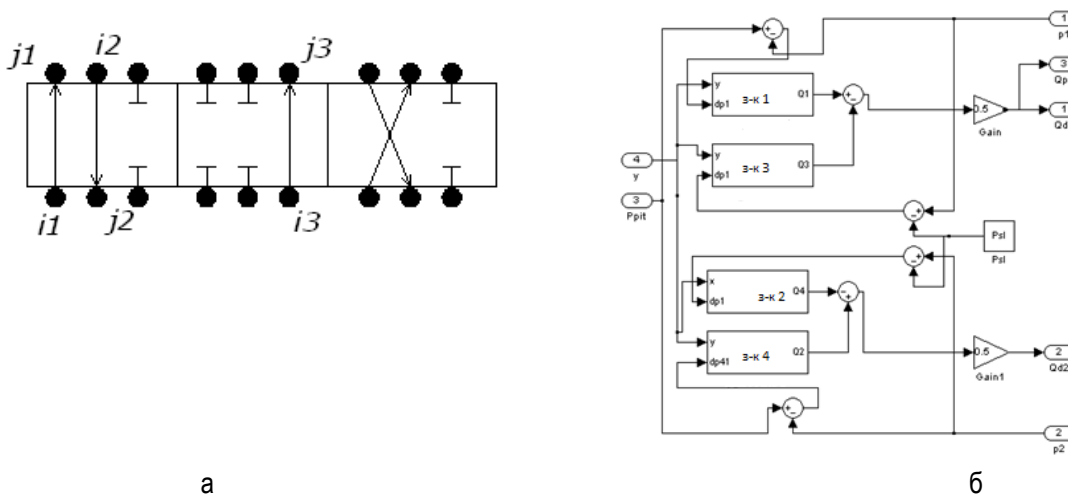 j1
i2
j3
i1
j2
i3
а
1
p1
3
Qp
1
Qd
0.5
Gain
y
dp1
з-к 1
Q1
y
dp1
з-к 3
Q3
4
y
3
Ppit
Psl
Psl
x
dp1
з-к 2
Q4
y
dp41
з-к 4
Q2
0.5
Gain1
2
Qd2
2
p2
б